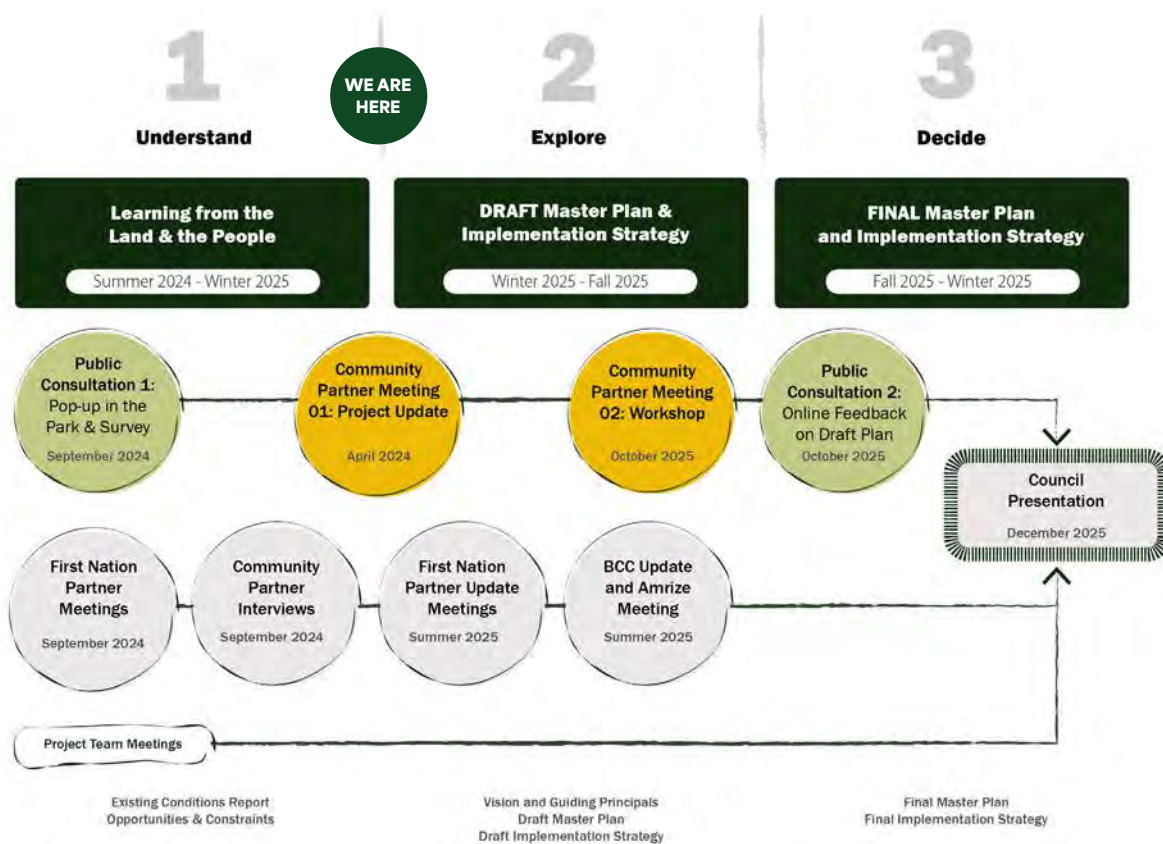 1
WE ARE
HERE
2
3
Understand
Explore
Decide
Learning from the
Land & the People
Summer 2024 - Winter 2025
DRAFT Master Plan &
Implementation Strategy
Winter 2025 - Fall 2025
FINAL Master Plan
and Implementation Strategy
Fall 2025 - Winter 2025
Public
Consultation 1:
Pop-up in the
Park & Survey
September 2024
Community
Partner Meeting
01: Project Update
April 2024
Community
Partner Meeting
02: Workshop
October 2025
Public
Consultation 2:
Online Feedback
on Draft Plan
October 2025
Council
Presentation
December 2025
First Nation
Partner
Meetings
September 2024
Community
Partner
Interviews
September 2024
First Nation
Partner Update
Meetings
Summer 2025
BCC Update
and Amrize
Meeting
Summer 2025
Project Team Meetings
Existing Conditions Report
Opportunities & Constraints
Vision and Guiding Principals
Draft Master Plan
Draft Implementation Strategy
Final Master Plan
Final Implementation Strategy